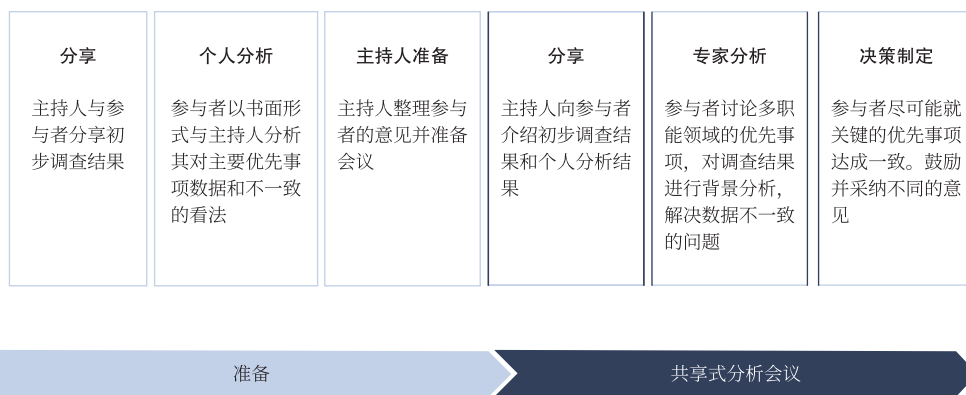 分享
主持人与参
与者分享初
步调查结果
个人分析
参与者以书面形
式与主持人分析
其对主要优先事
项数据和不一致
的看法
主持人准备
主持人整理参与
者的意见并准备
会议
分享
主持人向参与者
介绍初步调查结
果和个人分析结
果
专家分析
参与者讨论多职
能领域的优先事
项，对调查结果
进行背景分析，
解决数据不一致
的问题
决策制定
参与者尽可能就
关键的优先事项
达成一致。鼓励
并采纳不同的意
见
准备
共享式分析会议